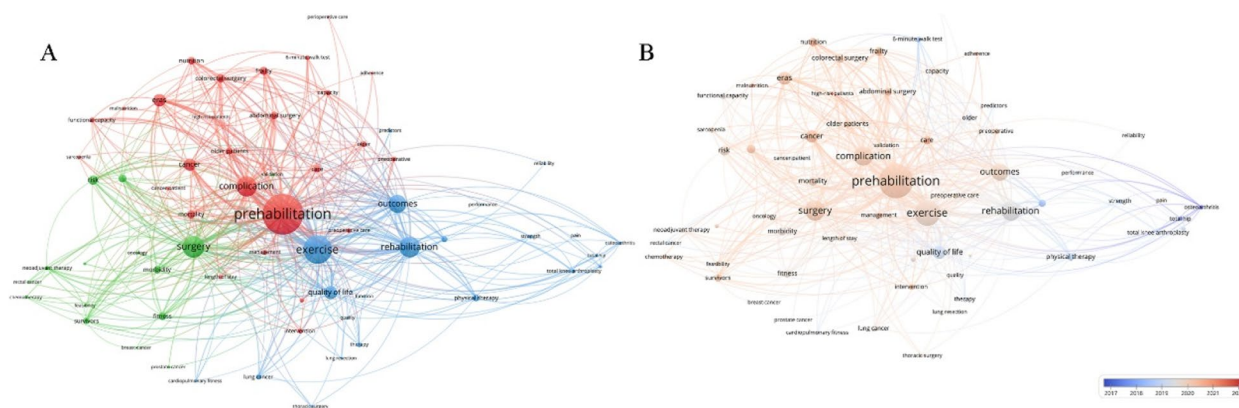 A
perioperative care
nutrition
6-minute walk test
colorectal surgery
frailty
adherence
eras
malnutrition
capacity
functional capacity
high-risk patients
abdominal surgery
predictors
older patients
older
sarcopenia
cancer
preoperative
risk
care
reliability
validation
cancer patient
complication
mortality
outcomes
performance
prehabilitation
preoperative care
strength
pain
osteoarthritis
surgery
exercise
rehabilitation
oncology
management
total hip
neoadjuvant therapy
morbidity
length of stay
total knee arthroplasty
rectal cancer
chemotherapy
feasibility
quality of life
function
physical therapy
survivors
fitness
quality
intervention
breast cancer
therapy
lung resection
prostate cancer
cardiopulmonary fitness
lung cancer
thoracic surgery
B
6-minute walk test
nutrition
frailty
adherence
colorectal surgery
eras
capacity
malnutrition
functional capacity
high-risk patients
abdominal surgery
predictors
older
older patients
sarcopenia
cancer
preoperative
reliability
risk
care
validation
cancer patient
complication
mortality
outcomes
performance
prehabilitation
preoperative care
strength
pain
osteoarthritis
surgery
exercise
rehabilitation
oncology
management
total hip
neoadjuvant therapy
morbidity
length of stay
total knee arthroplasty
rectal cancer
chemotherapy
quality of life
physical therapy
feasibility
survivors
fitness
quality
intervention
therapy
breast cancer
lung resection
prostate cancer
cardiopulmonary fitness
lung cancer
thoracic surgery
2017 2018 2019 2020 2021